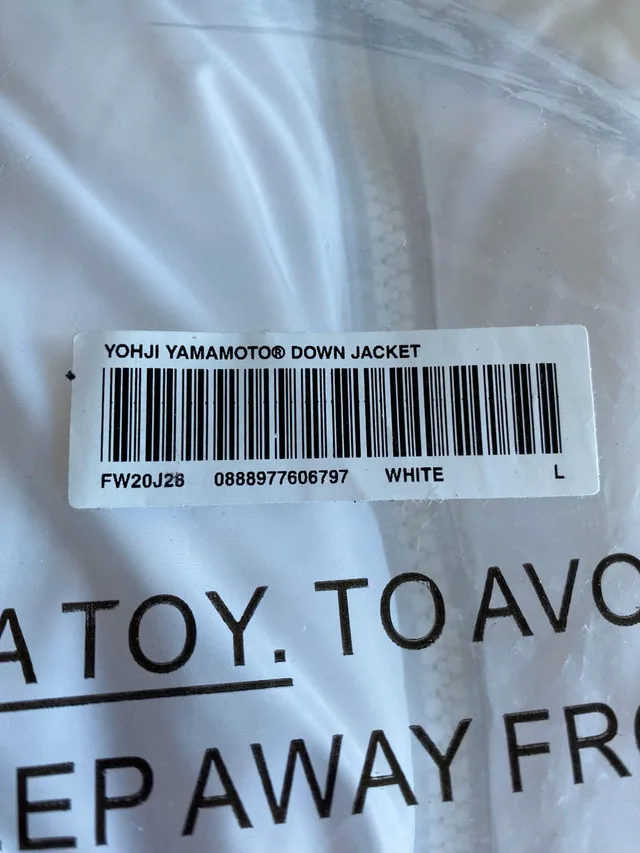 YOHJI YAMAMOTO® DOWN JACKET
FW20J28 0888977606797 WHITE L
A TOY. TO AVO
EP AWAY FR